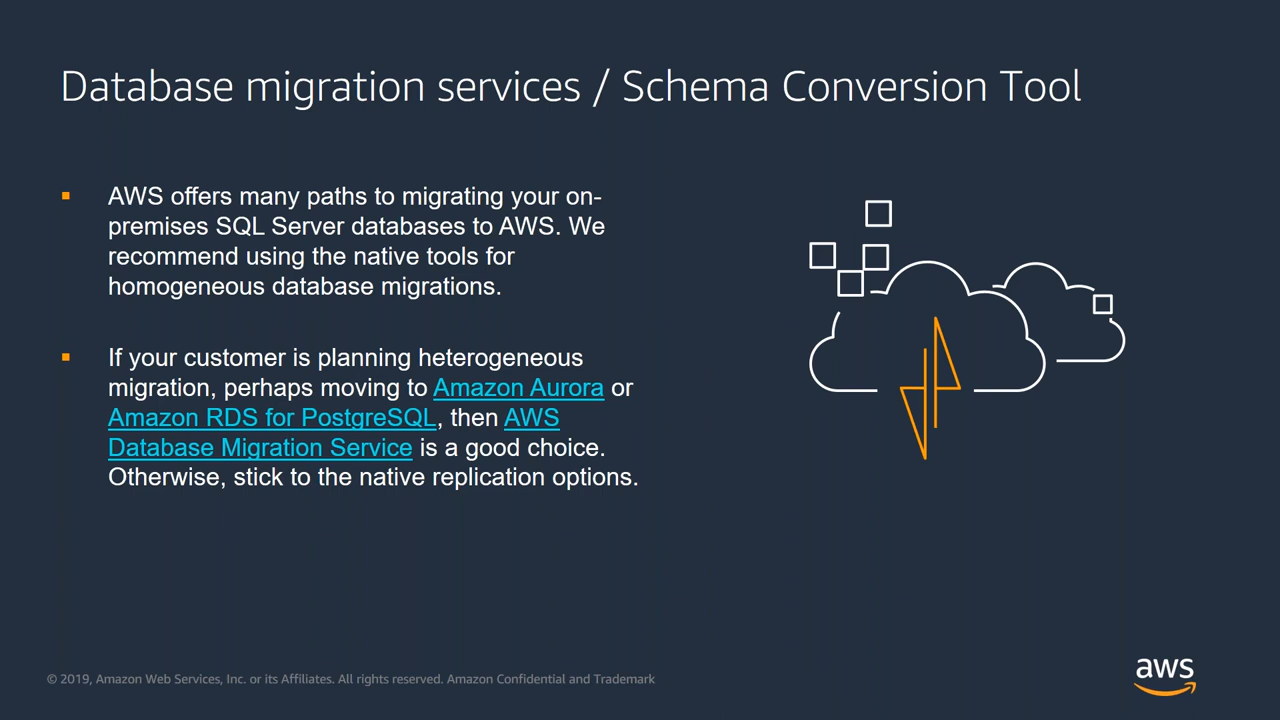 Database migration services / Schema Conversion Tool
AWS offers many paths to migrating your on-
premises SQL Server databases to AWS. We
recommend using the native tools for
homogeneous database migrations.
If your customer is planning heterogeneous
migration, perhaps moving to Amazon Aurora or
Amazon RDS for PostgreSQL, then AWS
Database Migration Service is a good choice.
Otherwise, stick to the native replication options.
© 2019, Amazon Web Services, Inc. or its Affiliates. All rights reserved. Amazon Confidential and Trademark
aws